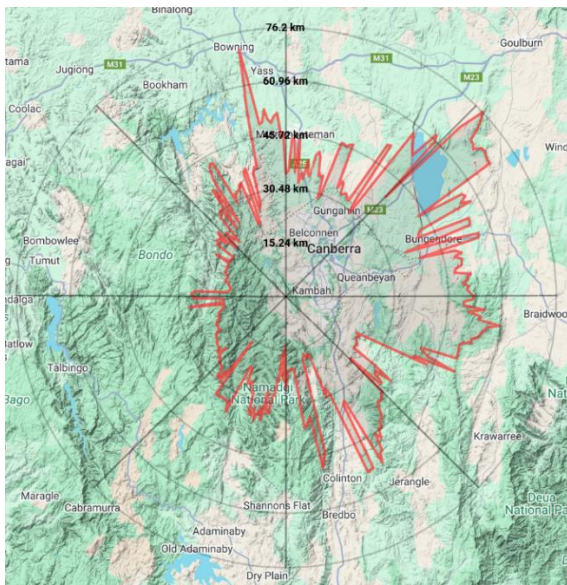 Binalong
76.2 km
Goulburn
Bowning
M31
Jugiong
M31
Yass
60.96 km
M23
Bookham
Coolac
45.72 km
30.48 km
Gungahlin
M23
Belconnen
15.24 km
Canberra
Bungendore
Bombowlee
Tumut
Bondo
Queanbeyan
Kambah
Braidwoo
Batlow
Talbingo
Namadgi
National Park
Bago
Krawarree
Colinton
Jerangle
Maragle
Cabramurra
Shannons Flat
Bredbo
Deua
National P
Adaminaby
Old Adaminaby
Dry Plain